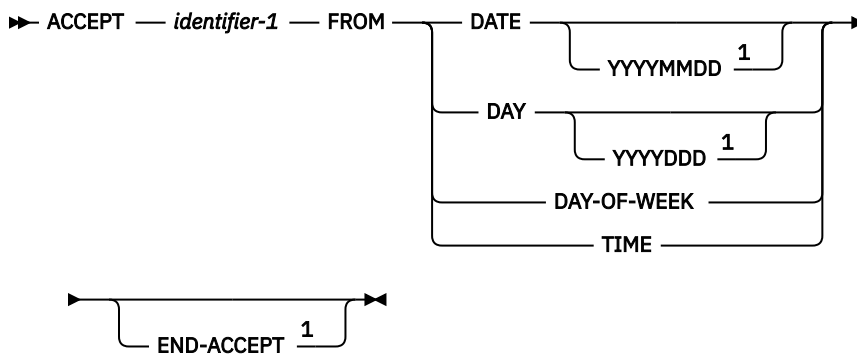 ACCEPT identifier-1 FROM DATE
YYYYMMDD 1
DAY
YYYYDDD 1
DAY-OF-WEEK
TIME
END-ACCEPT 1